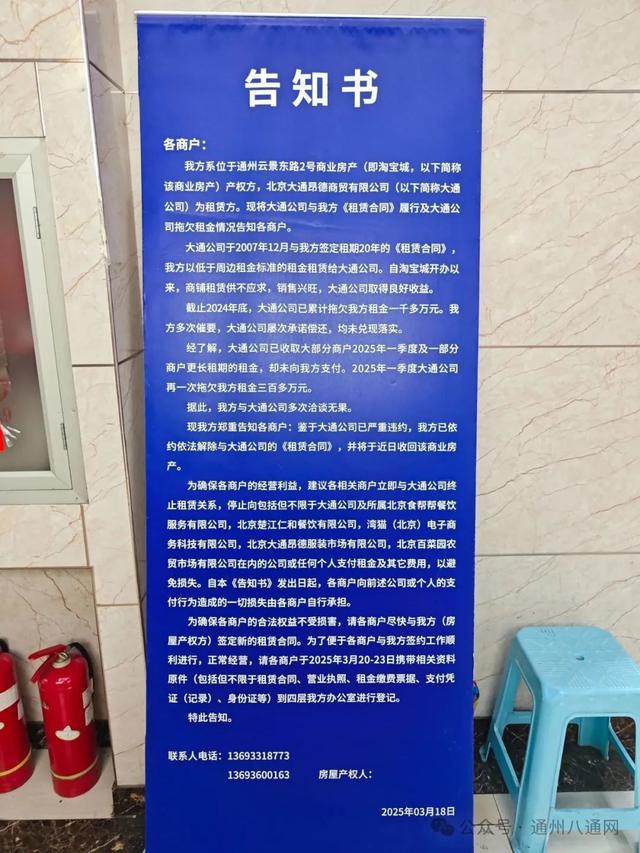 告知书
各商户：
我方系位于通州云景东路2号商业房产（即淘宝城，以下简称
该商业房产）产权方，北京大通昂德商贸有限公司（以下简称大通
公司）为租赁方。现将大通公司与我方《租赁合同》履行及大通公
司拖欠租金情况告知各商户。
大通公司于2007年12月与我方签定租期20年的《租赁合同》，
我方以低于周边租金标准的租金租赁给大通公司。自淘宝城开办以
来，商铺租赁供不应求，销售兴旺，大通公司取得良好收益。
截止2024年底，大通公司已累计拖欠我方租金一千多万元。我
方多次催要，大通公司屡次承诺偿还，均未兑现落实。
经了解，大通公司已收取大部分商户2025年一季度及一部分
商户更长租期的租金，却未向我方支付。2025年一季度大通公司
再一次拖欠我方租金三百多万元。
据此，我方与大通公司多次洽谈无果。
现我方郑重告知各商户：鉴于大通公司已严重违约，我方已依
约依法解除与大通公司的《租赁合同》，并将于近日收回该商业房
产。
为确保各商户的经营利益，建议各相关商户立即与大通公司终
止租赁关系，停止向包括但不限于大通公司及所属北京食帮帮餐饮
服务有限公司，北京楚江仁和餐饮有限公司，湾猫（北京）电子商
务科技有限公司，北京大通昂德服装市场有限公司，北京百菜园农
贸市场有限公司在内的公司或任何个人支付租金及其它费用，以避
免损失。自本《告知书》发出日起，各商户向前述公司或个人的支
付行为造成的一切损失由各商户自行承担。
为确保各商户的合法权益不受损害，请各商户尽快与我方（房
屋产权方）签定新的租赁合同。为了便于各商户与我方签约工作顺
利进行，正常经营，请各商户于2025年3月20-23日携带相关资料
原件（包括但不限于租赁合同、营业执照、租金缴费票据、支付凭
证（记录）、身份证等）到四层我方办公室进行登记。
特此告知。
联系人电话：13693318773
13693600163 房屋产权人：
2025年03月18日
公众号·通州八通网